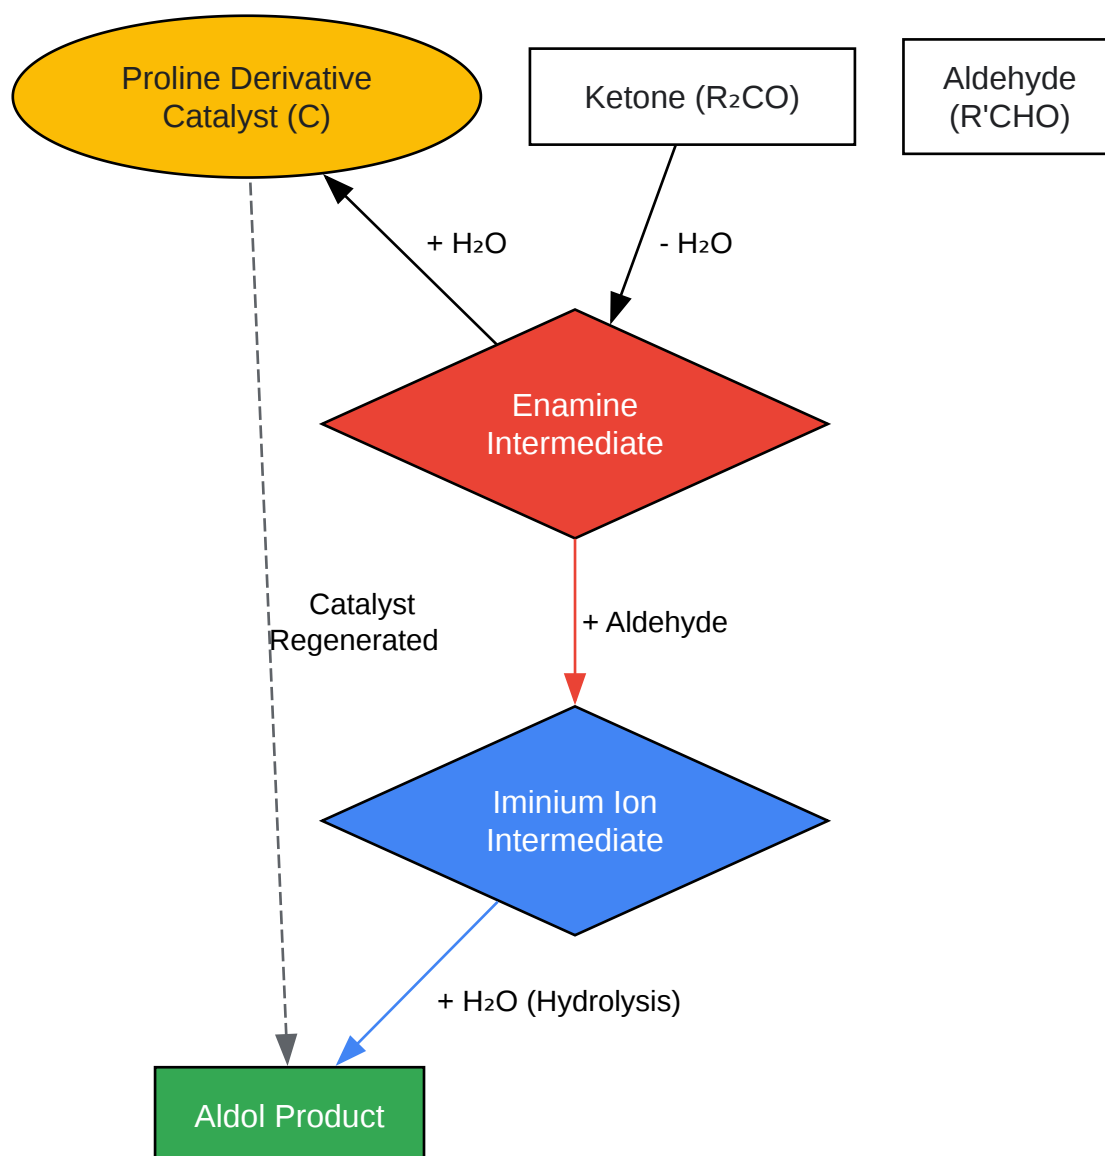 Proline Derivative
Catalyst (C)
Ketone (R₂CO)
Aldehyde
(R'CHO)
+ H₂O
- H₂O
Enamine
Intermediate
Catalyst
Regenerated
+ Aldehyde
Iminium Ion
Intermediate
+ H₂O (Hydrolysis)
Aldol Product